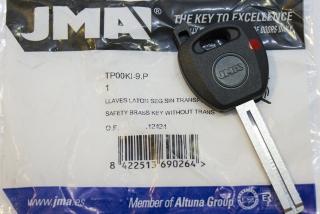 JMA
THE KEY TO EXCELLENCE
TP00KI-9.P
1
LLAVES LATON SEG.SIN TRANSP
SAFETY BRASS KEY WITHOUT TRANS
O.F.
8 422513 690264 >
JMA
www.jma.es
Member of Altuna Group